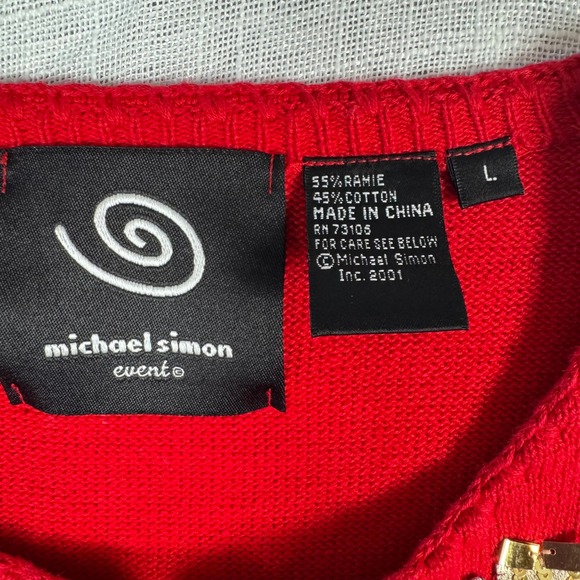 michael simon
event©
55% RAMIE
45% COTTON
MADE IN CHINA
RN 73106
FOR CARE SEE BELOW
© Michael Simon
Inc. 2001
L